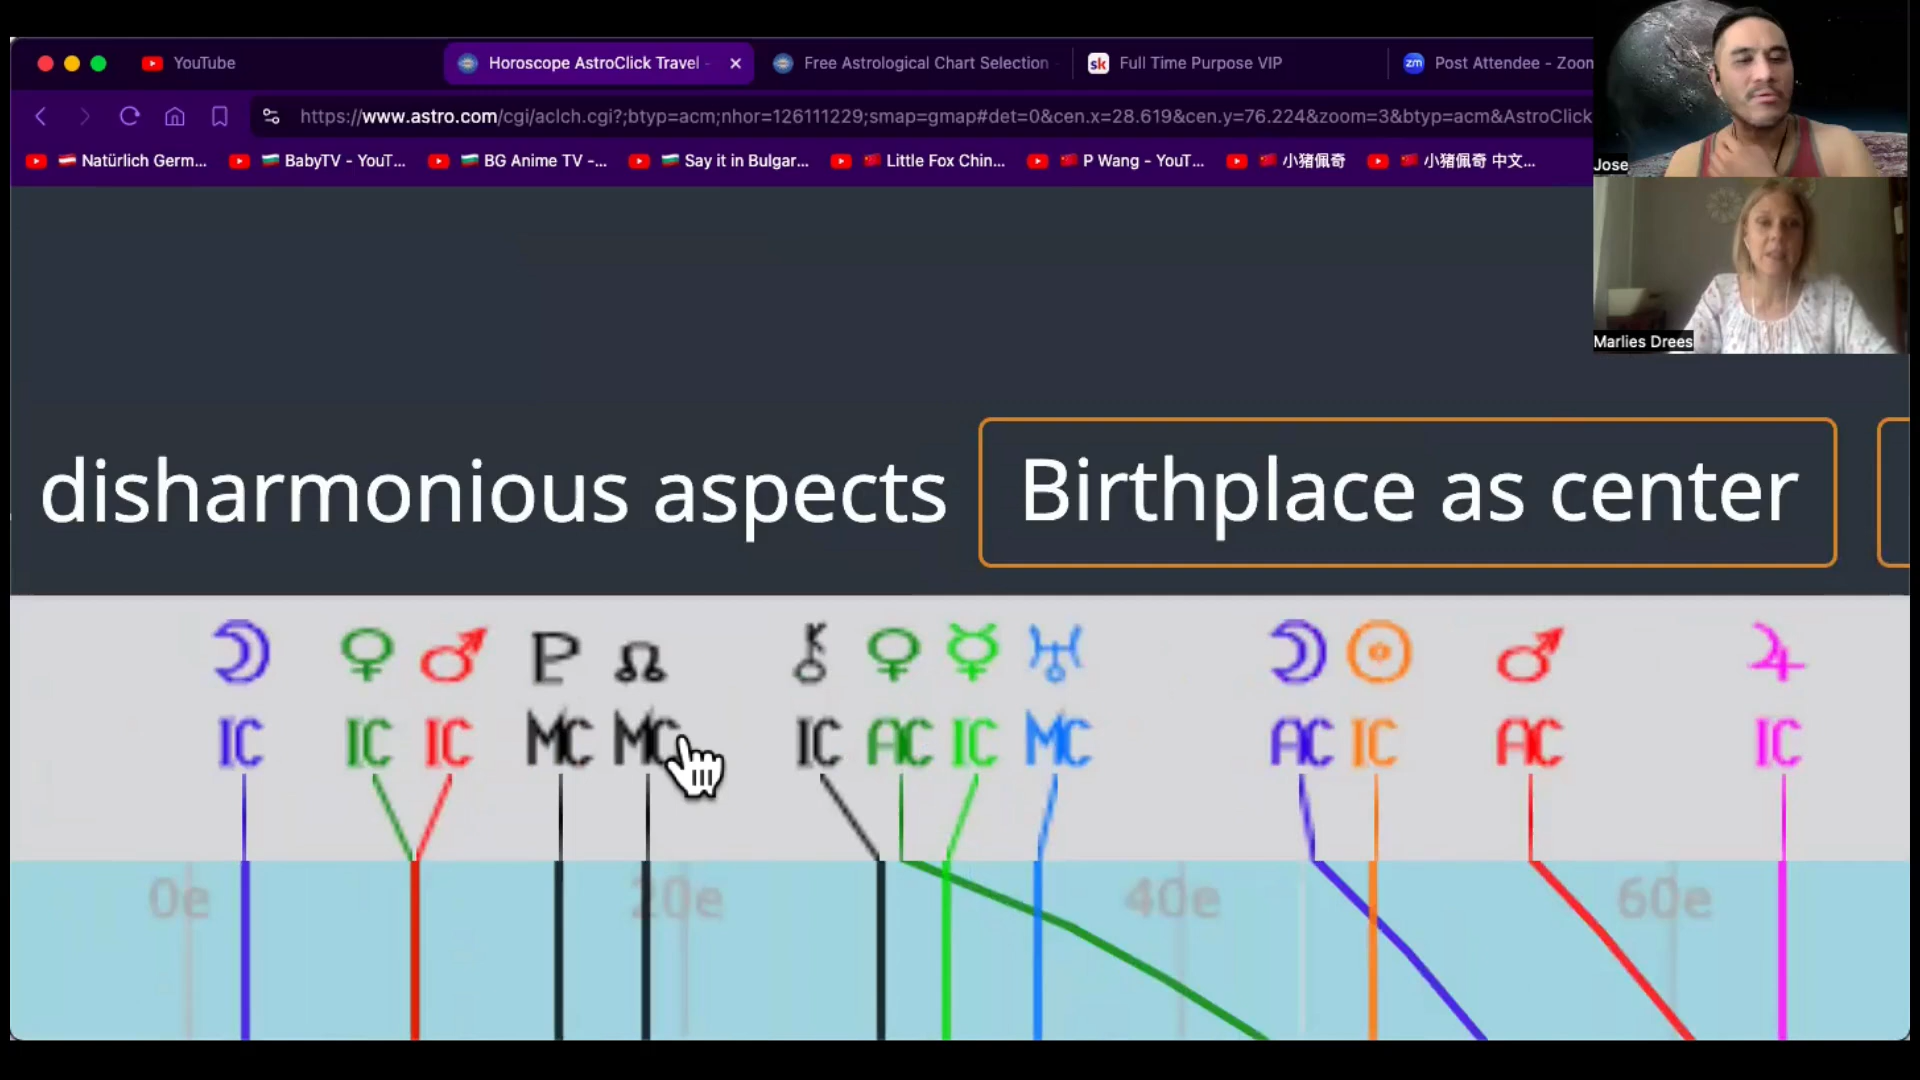 YouTube
Horoscope AstroClick Travel -
Free Astrological Chart Selection
Full Time Purpose VIP
Post Attendee - Zoon
https://www.astro.com/cgi/aclch.cgi?;btyp=acm;nhor=126111229;smap=gmap#det=0&cen.x=28.619&cen.y=76.224&zoom=3&btyp=acm&AstroClick
Natürlich Germ...
BabyTV - YouT...
BG Anime TV -...
Say it in Bulgar...
Little Fox Chin...
P Wang - YouT...
小猪佩奇
小猪佩奇 中文...
Jose
Marlies Drees
disharmonious aspects
Birthplace as center
IC IC IC MC MC IC AC IC MC AC IC AC IC
0e 20e 40e 60e